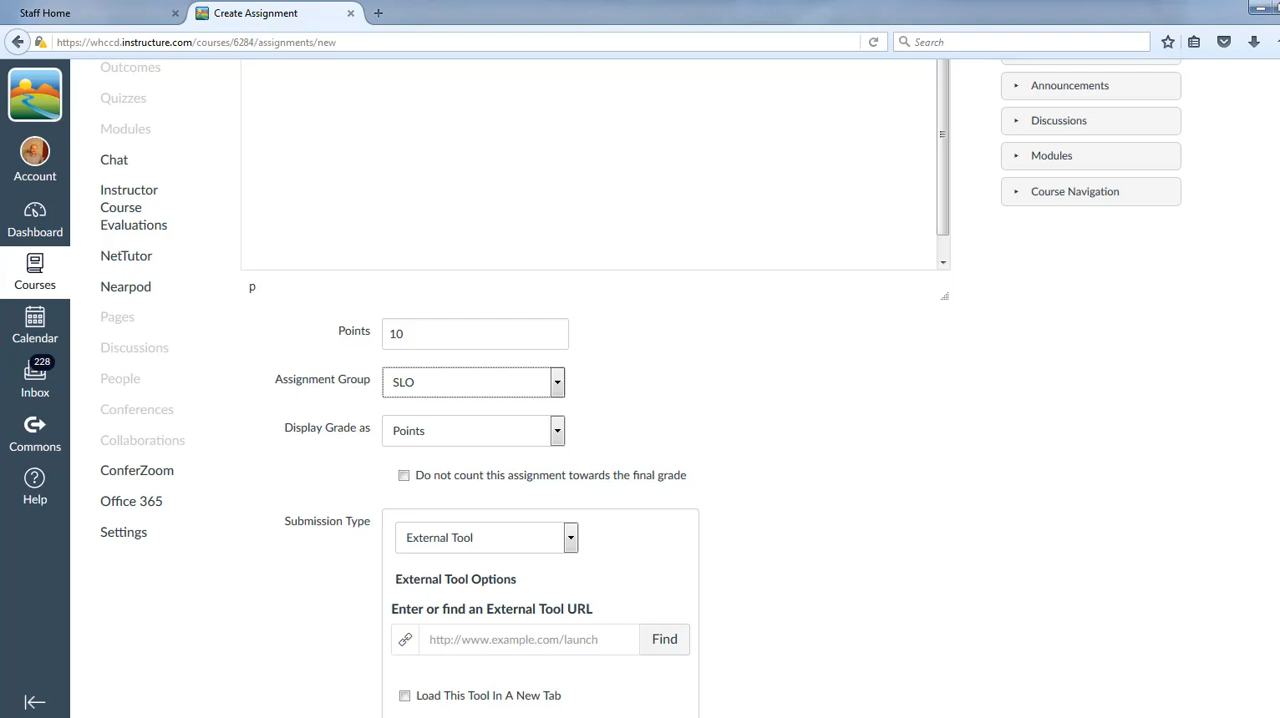 Staff Home
Create Assignment
https://whccd.instructure.com/courses/6284/assignments/new
Search
Account
Dashboard
Courses
Calendar
228
Inbox
Commons
Help
Outcomes
Quizzes
Modules
Chat
Instructor
Course
Evaluations
NetTutor
Nearpod
Pages
Discussions
People
Conferences
Collaborations
ConferZoom
Office 365
Settings
p
Points
10
Assignment Group
SLO
Display Grade as
Points
Do not count this assignment towards the final grade
Submission Type
External Tool
External Tool Options
Enter or find an External Tool URL
http://www.example.com/launch
Find
Load This Tool In A New Tab
Announcements
Discussions
Modules
Course Navigation